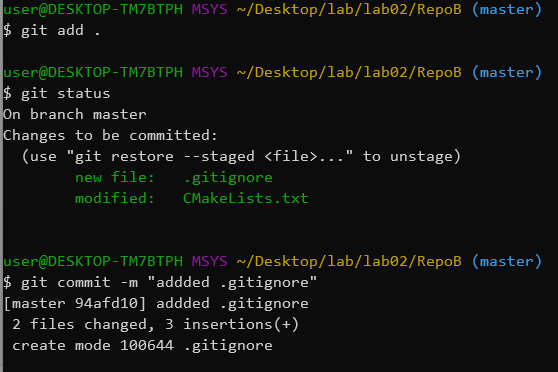 user@DESKTOP-TM7BTPH MSYS ~/Desktop/lab/lab02/RepoB (master)
$ git add .
user@DESKTOP-TM7BTPH MSYS ~/Desktop/lab/lab02/RepoB (master)
$ git status
On branch master
Changes to be committed:
  (use "git restore --staged <file>..." to unstage)
        new file:   .gitignore
        modified:   CMakeLists.txt
user@DESKTOP-TM7BTPH MSYS ~/Desktop/lab/lab02/RepoB (master)
$ git commit -m "addded .gitignore"
[master 94afd10] addded .gitignore
 2 files changed, 3 insertions(+)
 create mode 100644 .gitignore